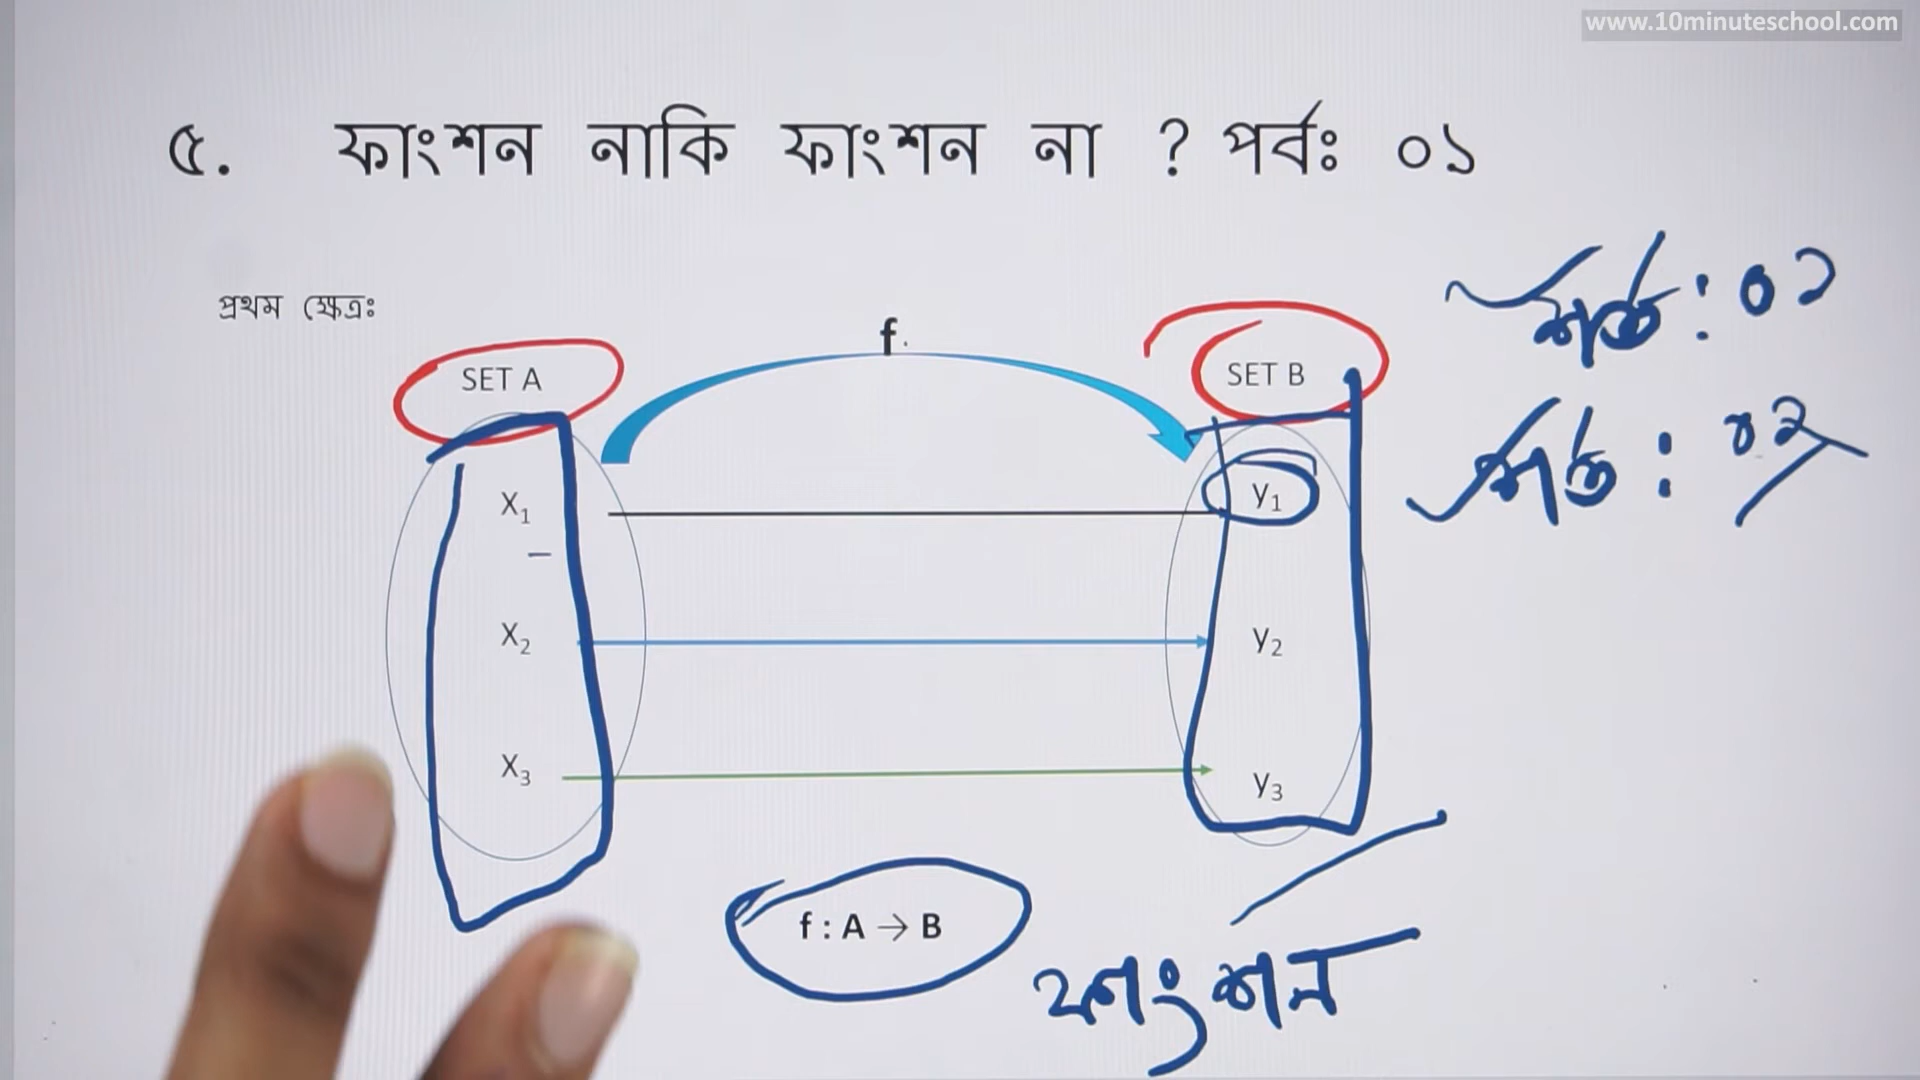 www.10minuteschool.com
৫. ফাংশন নাকি ফাংশন না ? পর্বঃ ০১
প্রথম ক্ষেত্রঃ
f
SET A
SET B
শর্ত : ০১
শর্ত : ০২
X₁
y₁
X₂
y₂
X₃
y₃
f : A → B
ফাংশন